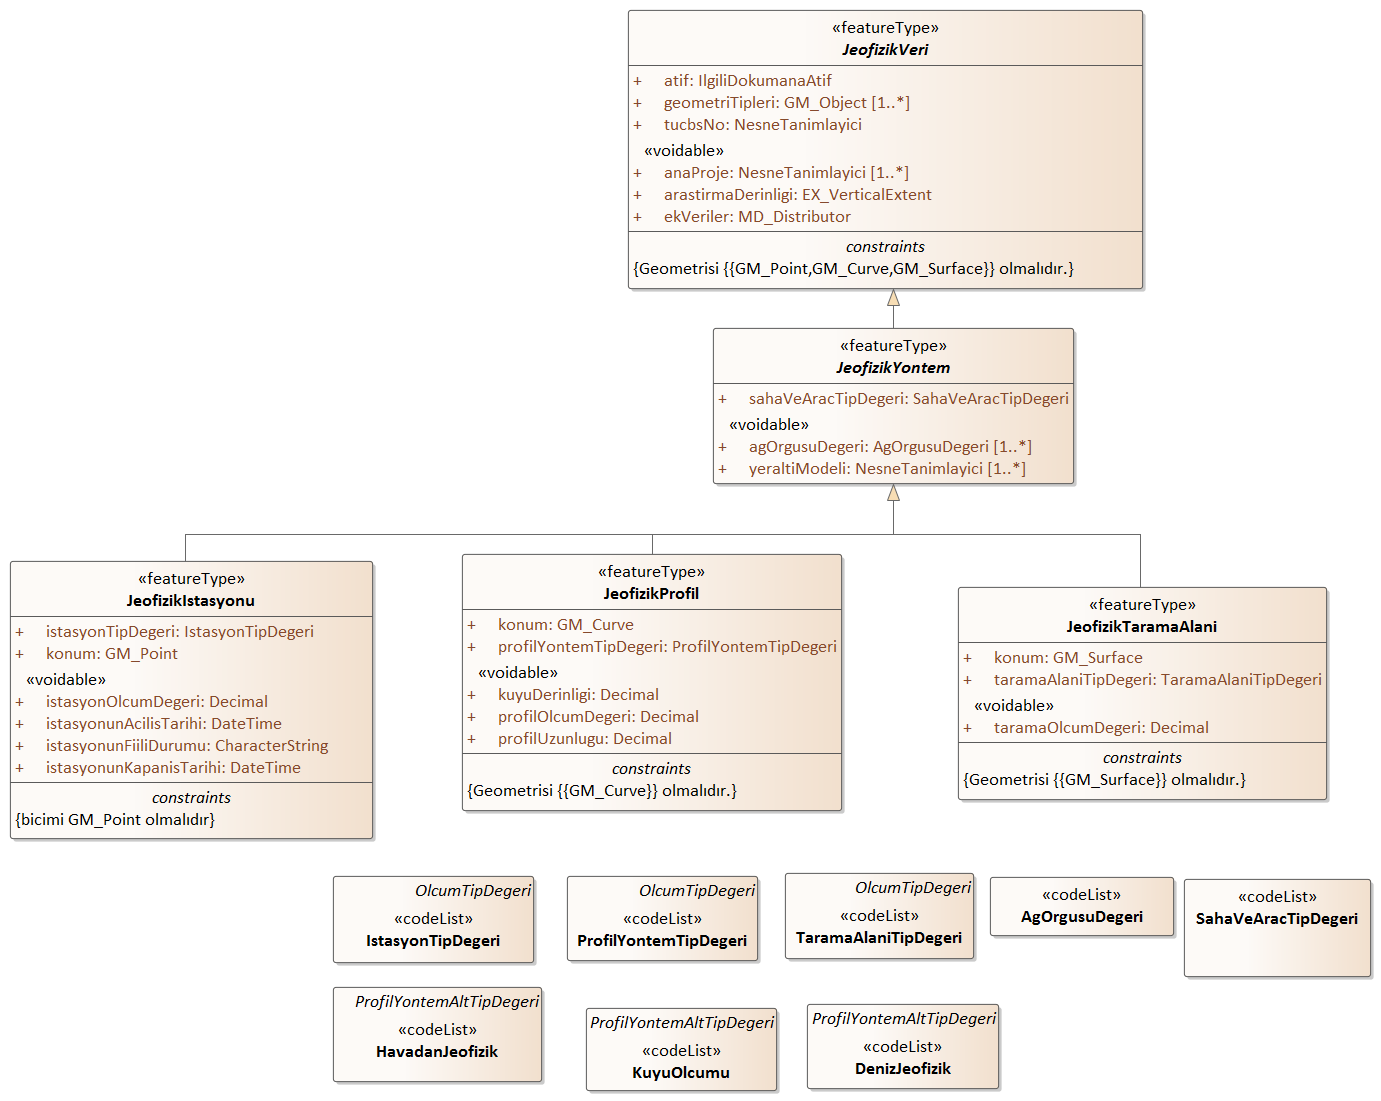 «featureType»
JeofizikVeri
+ atif: IlgiliDokumanaAtif
+ geometriTipleri: GM_Object [1..*]
+ tucbsNo: NesneTanimlayici
«voidable»
+ anaProje: NesneTanimlayici [1..*]
+ arastirmaDerinligi: EX_VerticalExtent
+ ekVeriler: MD_Distributor
constraints
{Geometrisi {{GM_Point,GM_Curve,GM_Surface}} olmalıdır.}
«featureType»
JeofizikYontem
+ sahaVeAracTipDegeri: SahaVeAracTipDegeri
«voidable»
+ agOrgusuDegeri: AgOrgusuDegeri [1..*]
+ yeraltiModeli: NesneTanimlayici [1..*]
«featureType»
JeofizikIstasyonu
+ istasyonTipDegeri: IstasyonTipDegeri
+ konum: GM_Point
«voidable»
+ istasyonOlcumDegeri: Decimal
+ istasyonunAcilisTarihi: DateTime
+ istasyonunFiiliDurumu: CharacterString
+ istasyonunKapanisTarihi: DateTime
constraints
{bicimi GM_Point olmalıdır}
«featureType»
JeofizikProfil
+ konum: GM_Curve
+ profilYontemTipDegeri: ProfilYontemTipDegeri
«voidable»
+ kuyuDerinligi: Decimal
+ profilOlcumDegeri: Decimal
+ profilUzunlugu: Decimal
constraints
{Geometrisi {{GM_Curve}} olmalıdır.}
«featureType»
JeofizikTaramaAlani
+ konum: GM_Surface
+ taramaAlaniTipDegeri: TaramaAlaniTipDegeri
«voidable»
+ taramaOlcumDegeri: Decimal
constraints
{Geometrisi {{GM_Surface}} olmalıdır.}
OlcumTipDegeri
«codeList»
IstasyonTipDegeri
OlcumTipDegeri
«codeList»
ProfilYontemTipDegeri
OlcumTipDegeri
«codeList»
TaramaAlaniTipDegeri
«codeList»
AgOrgusuDegeri
«codeList»
SahaVeAracTipDegeri
ProfilYontemAltTipDegeri
«codeList»
HavadanJeofizik
ProfilYontemAltTipDegeri
«codeList»
KuyuOlcumu
ProfilYontemAltTipDegeri
«codeList»
DenizJeofizik